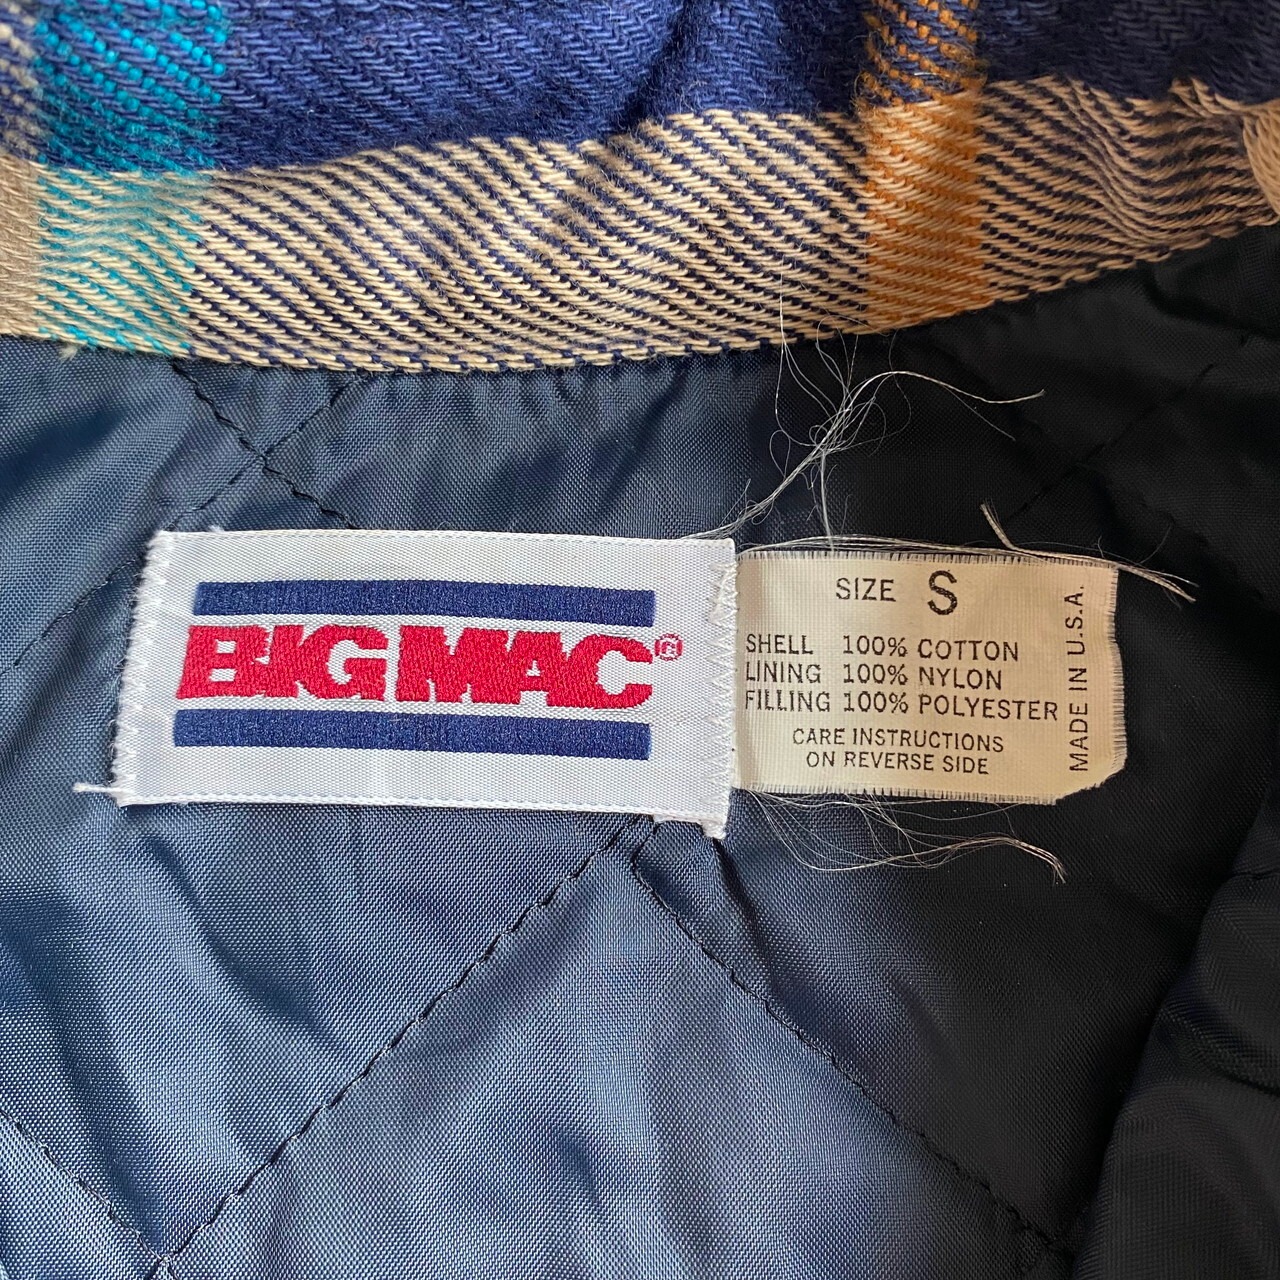 BIG MAC®
SIZE S
SHELL 100% COTTON
LINING 100% NYLON
FILLING 100% POLYESTER
CARE INSTRUCTIONS
ON REVERSE SIDE
MADE IN U.S.A.